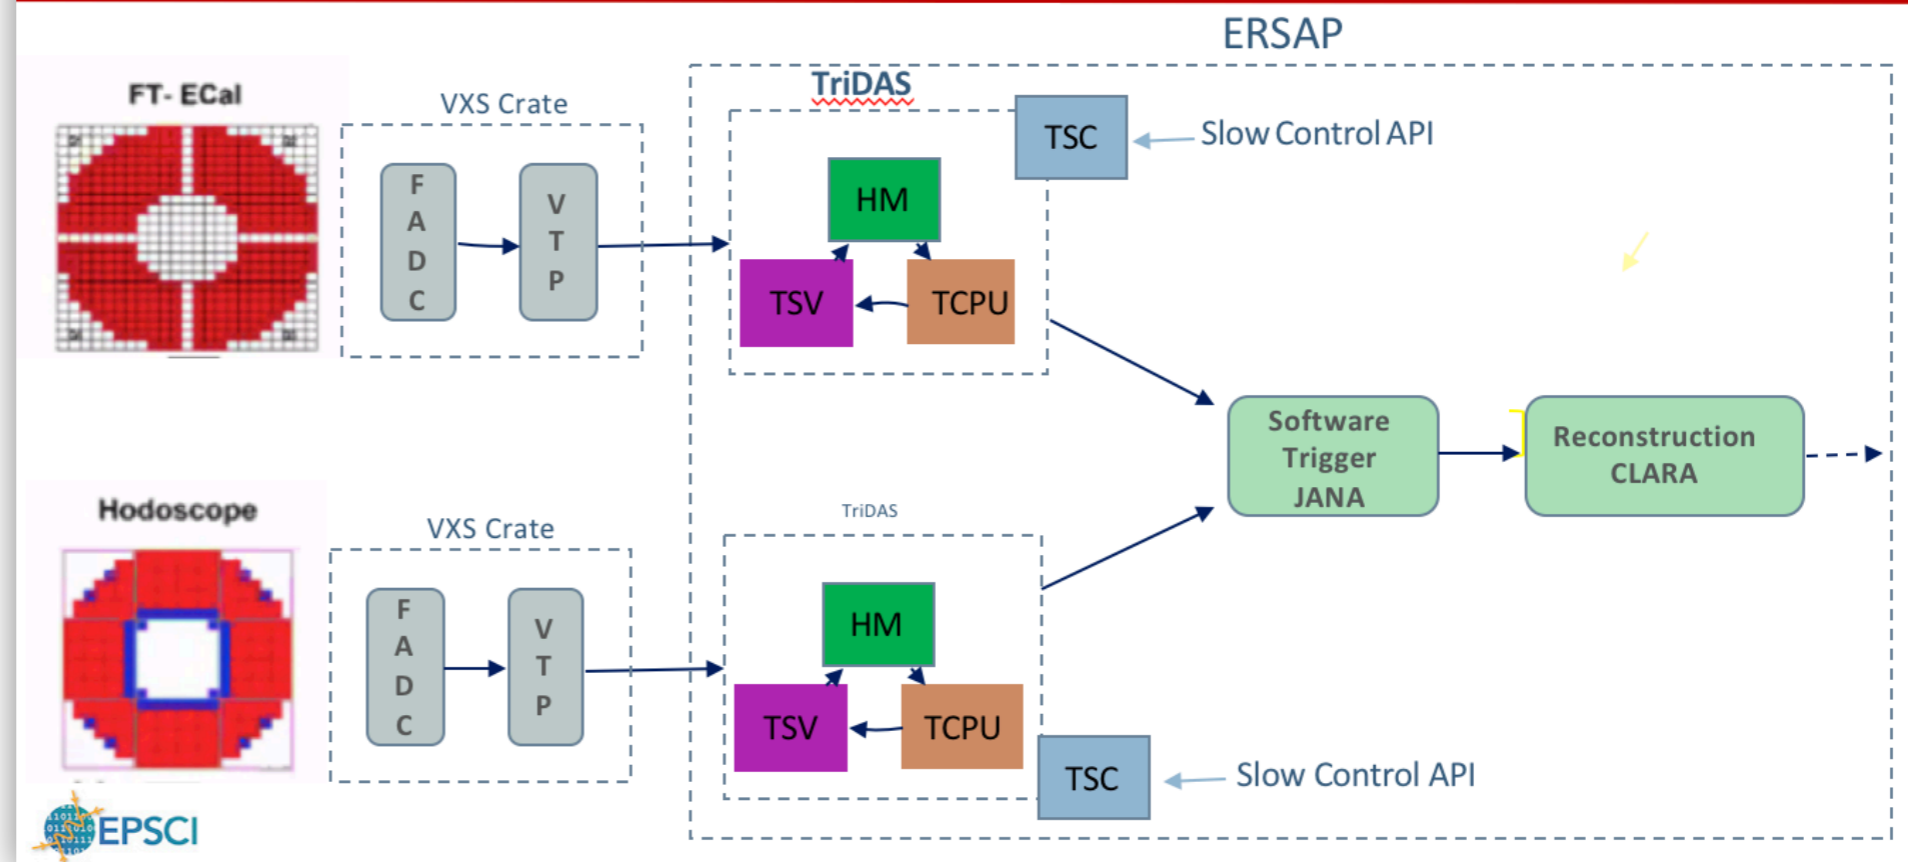 ERSAP
FT- ECal
VXS Crate
F
A
D
C
V
T
P
TriDAS
TSC
Slow Control API
HM
TSV
TCPU
Software
Trigger
JANA
Reconstruction
CLARA
Hodoscope
VXS Crate
F
A
D
C
V
T
P
TriDAS
HM
TSV
TCPU
TSC
Slow Control API
EPSCI